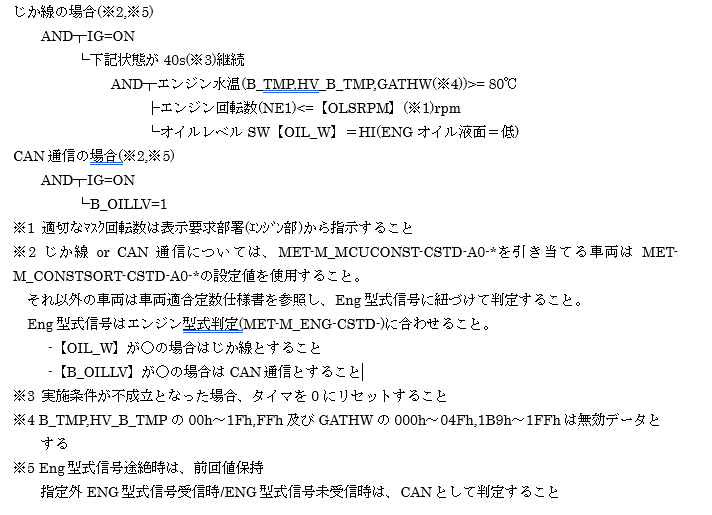 じか線の場合(※2,※5)
AND┬IG=ON
└下記状態が 40s(※3)継続
AND┬エンジン水温(B_TMP,HV_B_TMP,GATHW(※4))>= 80℃
├エンジン回転数(NE1)<=【OLSRPM】(※1)rpm
└オイルレベル SW【OIL_W】＝HI(ENG オイル液面＝低)
CAN 通信の場合(※2,※5)
AND┬IG=ON
└B_OILLV=1
※1 適切なﾏｽｸ回転数は表示要求部署(ｴﾝｼﾞﾝ部)から指示すること
※2 じか線 or CAN 通信については、MET-M_MCUCONST-CSTD-A0-*を引き当てる車両は MET-
M_CONSTSORT-CSTD-A0-*の設定値を使用すること。
それ以外の車両は車両適合定数仕様書を参照し、Eng 型式信号に紐づけて判定すること。
Eng 型式信号はエンジン型式判定(MET-M_ENG-CSTD-)に合わせること。
-【OIL_W】が○の場合はじか線とすること
-【B_OILLV】が○の場合は CAN 通信とすること
※3 実施条件が不成立となった場合、タイマを 0 にリセットすること
※4 B_TMP,HV_B_TMP の 00h～1Fh,FFh 及び GATHW の 000h～04Fh,1B9h～1FFh は無効データと
する
※5 Eng 型式信号途絶時は、前回値保持
指定外 ENG 型式信号受信時/ENG 型式信号未受信時は、CAN として判定すること